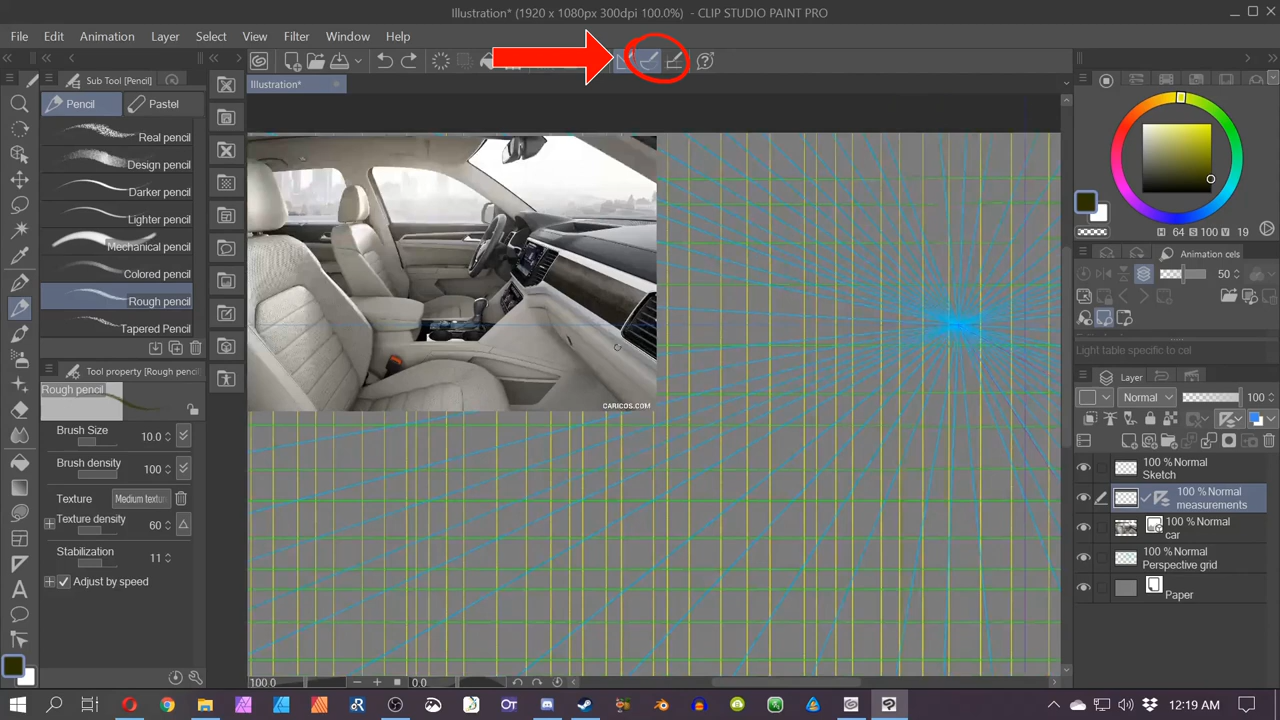 Illustration* (1920 x 1080px 300dpi 100.0%) - CLIP STUDIO PAINT PRO
File Edit Animation Layer Select View Filter Window Help
Sub Tool [Pencil]
Illustration*
Pencil
Pastel
Real pencil
Design pencil
Darker pencil
Lighter pencil
Mechanical pencil
Colored pencil
Rough pencil
Tapered Pencil
Tool property [Rough pencil]
Rough pencil
Brush Size 10.0
Brush density 100
Texture Medium textur
Texture density 60
Stabilization 11
Adjust by speed
CARICOS.COM
100.0
0.0
H 64 S 100 V 19
Animation cels
50
Light table specific to cel
Layer
Normal 100
100 % Normal
Sketch
100 % Normal
measurements
100 % Normal
car
100 % Normal
Perspective grid
Paper
12:19 AM